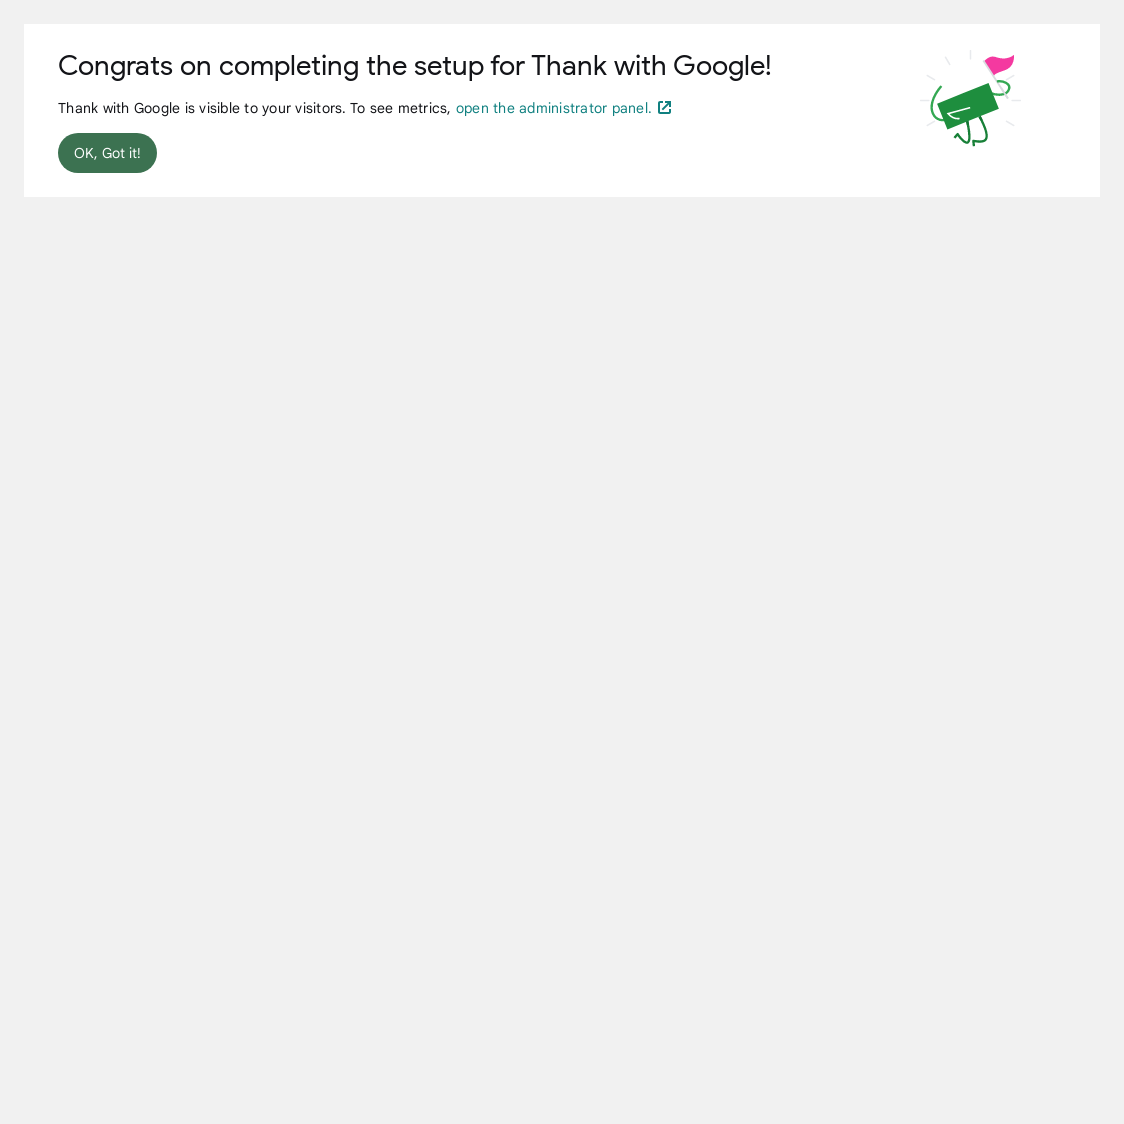 Congrats on completing the setup for Thank with Google!
Thank with Google is visible to your visitors. To see metrics, open the administrator panel.
OK, Got it!